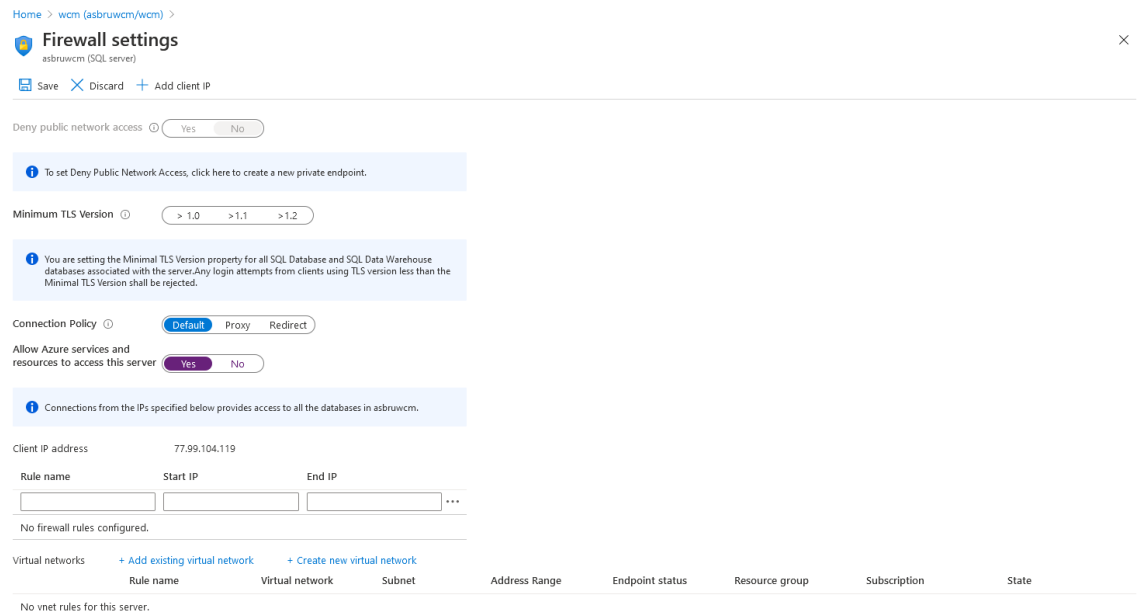 Home > wcm (asbruwcm/wcm) >
Firewall settings
asbruwcm (SQL server)
Save Discard Add client IP
Deny public network access Yes No
To set Deny Public Network Access, click here to create a new private endpoint.
Minimum TLS Version > 1.0 >1.1 >1.2
You are setting the Minimal TLS Version property for all SQL Database and SQL Data Warehouse
databases associated with the server.Any login attempts from clients using TLS version less than the
Minimal TLS Version shall be rejected.
Connection Policy Default Proxy Redirect
Allow Azure services and
resources to access this server Yes No
Connections from the IPs specified below provides access to all the databases in asbruwcm.
Client IP address 77.99.104.119
Rule name Start IP End IP
No firewall rules configured.
Virtual networks + Add existing virtual network + Create new virtual network
Rule name Virtual network Subnet Address Range Endpoint status Resource group Subscription State
No vnet rules for this server.